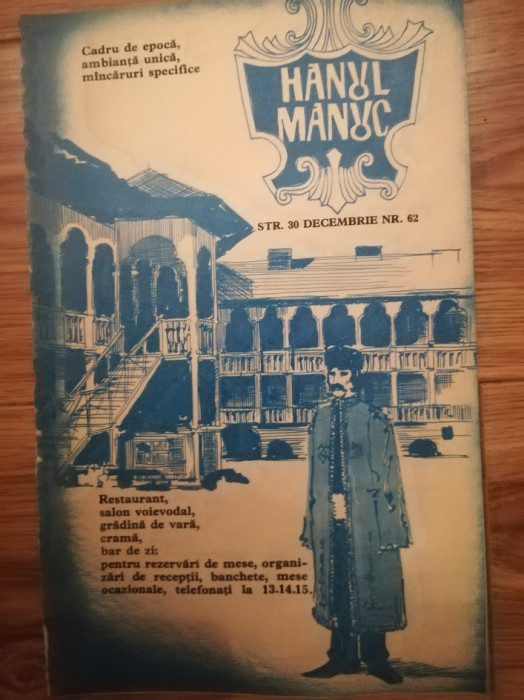 Cadru de epocă,
ambianță unică,
mîncăruri specifice
HANUL
MANUC
STR. 30 DECEMBRIE NR. 62
Restaurant,
salon voievodal,
grădină de vară,
cramă,
bar de zi:
pentru rezervări de mese, organi-
zări de recepții, banchete, mese
ocazionale, telefonați la 13.14.15.